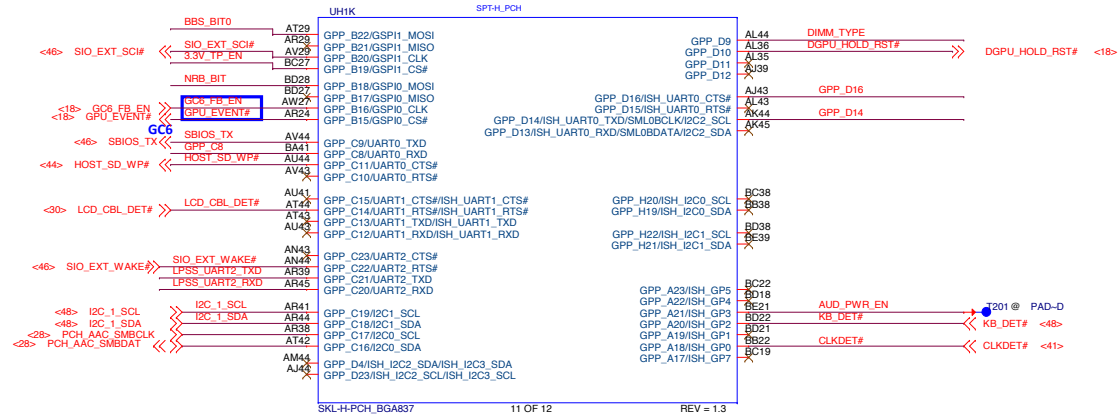 SPT-H_PCH
UH1K
BBS_BIT0 AT29 GPP_B22/GSPI1_MOSI
AR29 GPP_B21/GSPI1_MISO
<46> SIO_EXT_SCI# SIO_EXT_SCI# AV29 GPP_B20/GSPI1_CLK
3.3V_TP_EN BC27 GPP_B19/GSPI1_CS#
NRB_BIT BD28 GPP_B18/GSPI0_MOSI
BD27 GPP_B17/GSPI0_MISO
<18> GC6_FB_EN GC6_FB_EN AW27 GPP_B16/GSPI0_CLK
<18> GPU_EVENT# GPU_EVENT# AR24 GPP_B15/GSPI0_CS#
GC6
<46> SBIOS_TX SBIOS_TX AV44 GPP_C9/UART0_TXD
GPP_C8 BA41 GPP_C8/UART0_RXD
<44> HOST_SD_WP# HOST_SD_WP# AU44 GPP_C11/UART0_CTS#
AV43 GPP_C10/UART0_RTS#
AU41 GPP_C15/UART1_CTS#/ISH_UART1_CTS#
<30> LCD_CBL_DET# LCD_CBL_DET# AT44 GPP_C14/UART1_RTS#/ISH_UART1_RTS#
AT43 GPP_C13/UART1_TXD/ISH_UART1_TXD
AU43 GPP_C12/UART1_RXD/ISH_UART1_RXD
AN43 GPP_C23/UART2_CTS#
<46> SIO_EXT_WAKE# SIO_EXT_WAKE# AN44 GPP_C22/UART2_RTS#
LPSS_UART2_TXD AR39 GPP_C21/UART2_TXD
LPSS_UART2_RXD AR45 GPP_C20/UART2_RXD
<48> I2C_1_SCL I2C_1_SCL AR41 GPP_C19/I2C1_SCL
<48> I2C_1_SDA I2C_1_SDA AR44 GPP_C18/I2C1_SDA
<28> PCH_AAC_SMBCLK AR38 GPP_C17/I2C0_SCL
<28> PCH_AAC_SMBDAT AT42 GPP_C16/I2C0_SDA
AM44 GPP_D4/ISH_I2C2_SDA/ISH_I2C3_SDA
AJ44 GPP_D23/ISH_I2C2_SCL/ISH_I2C3_SCL
GPP_D9 AL44 DIMM_TYPE
GPP_D10 AL36 DGPU_HOLD_RST# DGPU_HOLD_RST# <18>
GPP_D11 AL35
GPP_D12 AJ39
GPP_D16/ISH_UART0_CTS# AJ43 GPP_D16
GPP_D15/ISH_UART0_RTS# AL43
GPP_D14/ISH_UART0_TXD/SML0BCLK/I2C2_SCL AK44 GPP_D14
GPP_D13/ISH_UART0_RXD/SML0BDATA/I2C2_SDA AK45
GPP_H20/ISH_I2C0_SCL BC38
GPP_H19/ISH_I2C0_SDA BB38
GPP_H22/ISH_I2C1_SCL BD38
GPP_H21/ISH_I2C1_SDA BE39
GPP_A23/ISH_GP5 BC22
GPP_A22/ISH_GP4 BD18
GPP_A21/ISH_GP3 BE21 AUD_PWR_EN T201 @ PAD~D
GPP_A20/ISH_GP2 BD22 KB_DET# KB_DET# <48>
GPP_A19/ISH_GP1 BD21
GPP_A18/ISH_GP0 BB22 CLKDET# CLKDET# <41>
GPP_A17/ISH_GP7 BC19
SKL-H-PCH_BGA837 11 OF 12 REV = 1.3